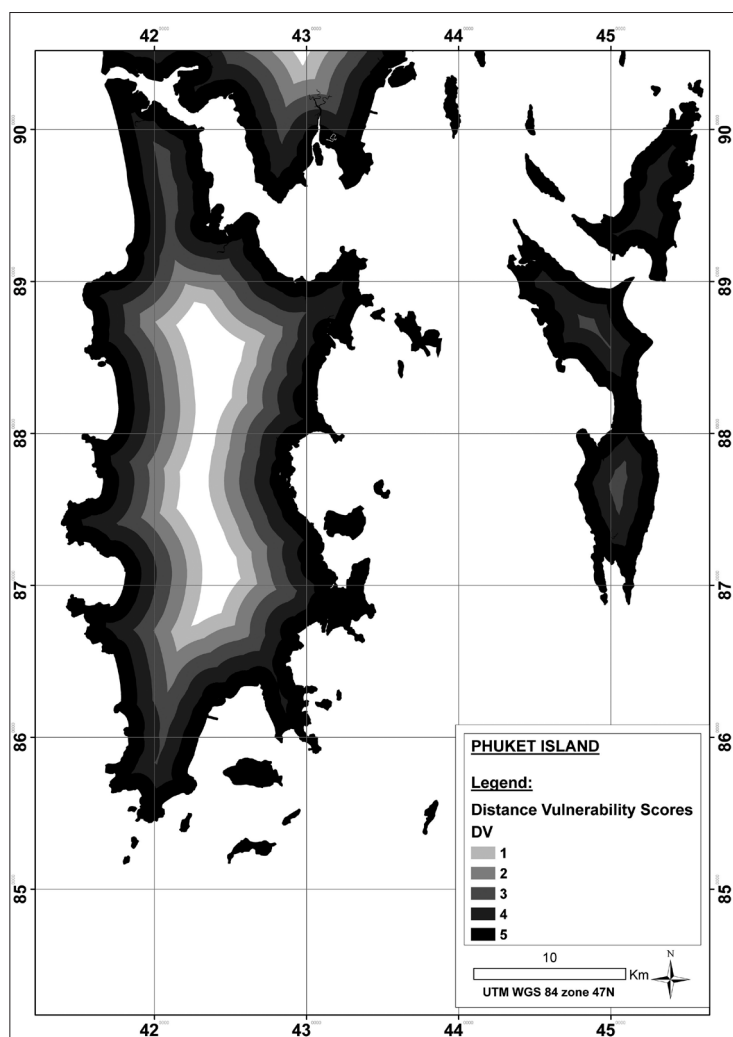 42 43 44 45
90 90
89 89
88 88
87 87
86 86
85 85
PHUKET ISLAND
Legend:
Distance Vulnerability Scores
DV
1
2
3
4
5
10
Km
N
UTM WGS 84 zone 47N
42 43 44 45